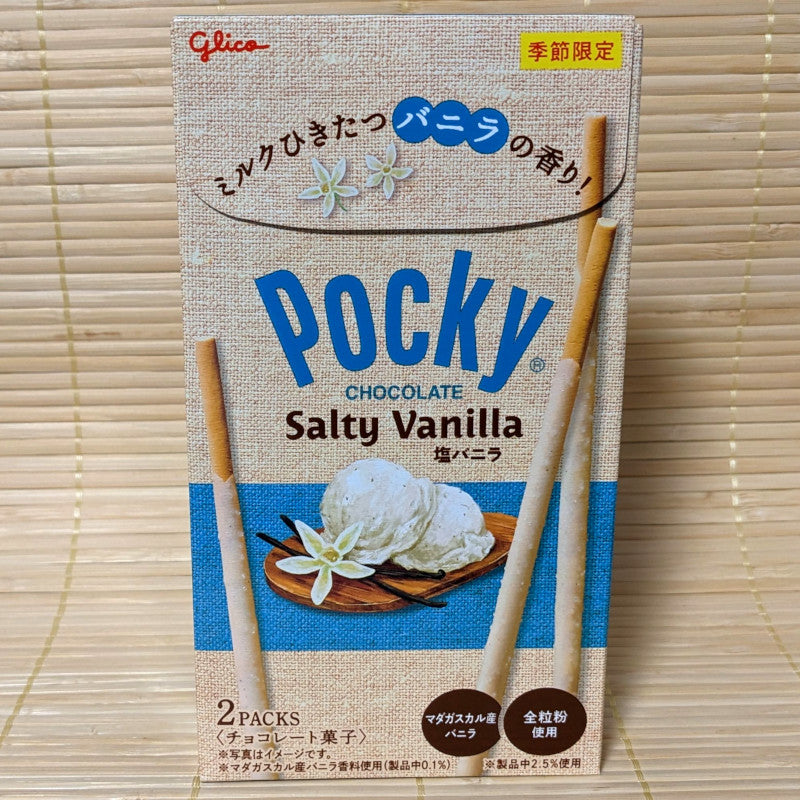 glico
季節限定
ミルクひきたつバニラの香り!
Pocky®
CHOCOLATE
Salty Vanilla
塩バニラ
2PACKS
〈チョコレート菓子〉
※写真はイメージです。
※マダガスカル産バニラ香料使用(製品中0.1%)
マダガスカル産
バニラ
全粒粉
使用
※製品中2.5%使用